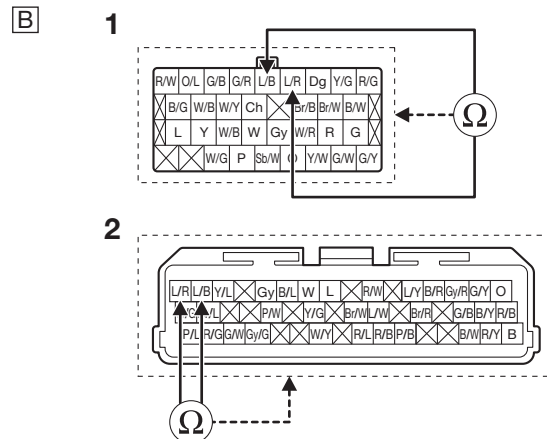 B
1
R/W O/L G/B G/R L/B L/R Dg Y/G R/G
B/G W/B W/Y Ch Br/B Br/W B/W
L Y W/B W Gy W/R R G
W/G P Sb/W O Y/W G/W G/Y
Ω
2
L/R L/B Y/L Gy B/L W L R/W L/Y B/R Gy/R G/Y O
P/W Y/G Br/W L/W Br/R G/B B/Y R/B
P/L R/G G/W Gy/G W/Y R/L R/B P/B B/W R/Y B
Ω